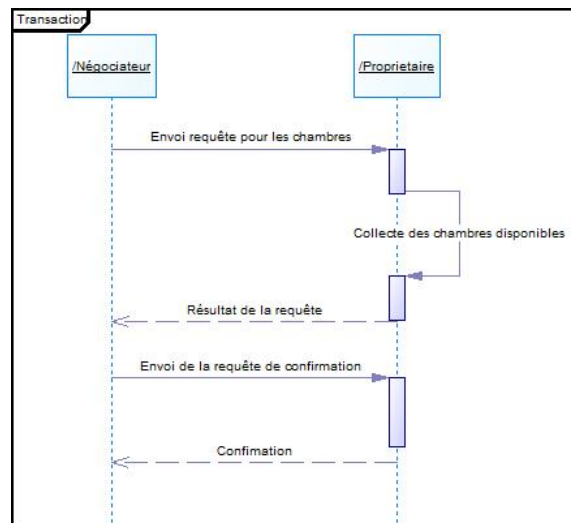 Transaction
/Négociateur
/Proprietaire
Envoi requête pour les chambres
Collecte des chambres disponibles
Résultat de la requête
Envoi de la requête de confirmation
Confimation